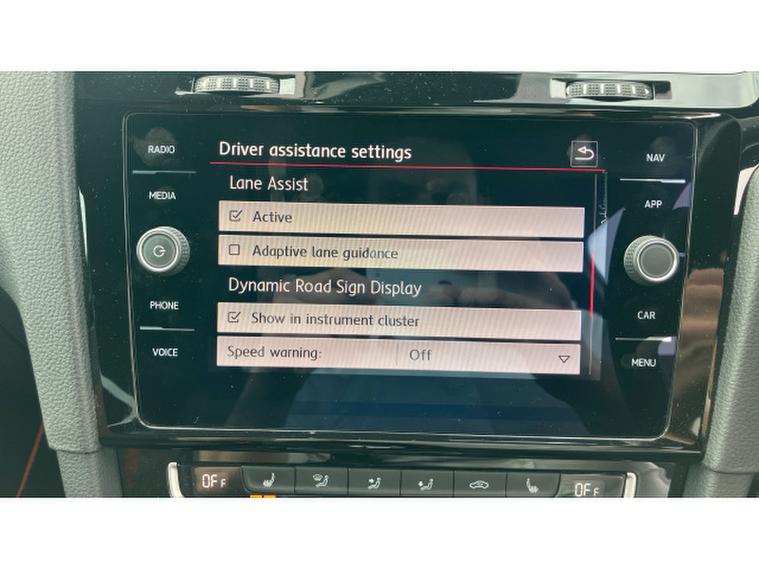 RADIO
MEDIA
PHONE
VOICE
Driver assistance settings
Lane Assist
Active
Adaptive lane guidance
Dynamic Road Sign Display
Show in instrument cluster
Speed warning: Off
NAV
APP
CAR
MENU
OFF
OFF